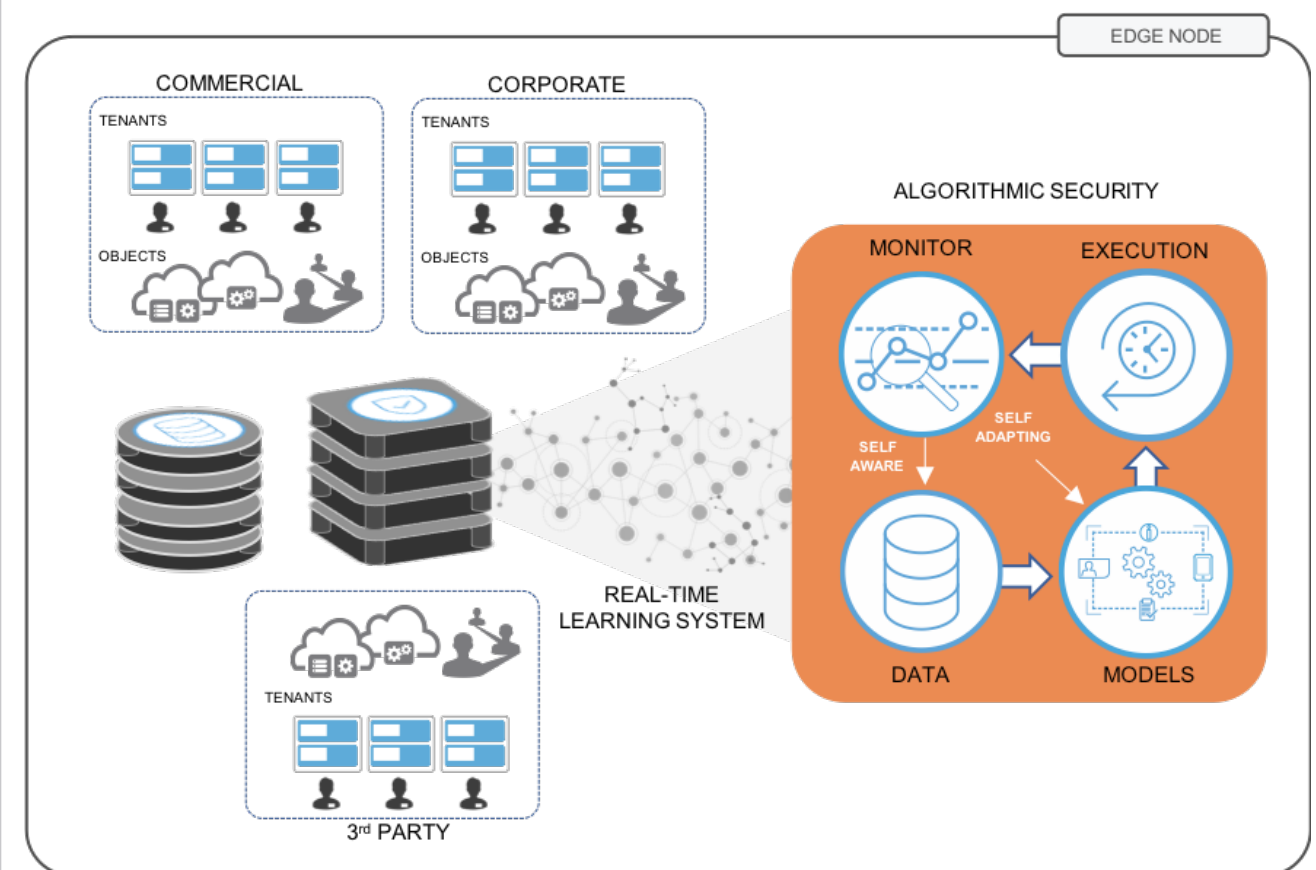 EDGE NODE
COMMERCIAL
TENANTS
OBJECTS
CORPORATE
TENANTS
OBJECTS
ALGORITHMIC SECURITY
MONITOR
EXECUTION
SELF
AWARE
SELF
ADAPTING
DATA
MODELS
REAL-TIME
LEARNING SYSTEM
TENANTS
3rd PARTY